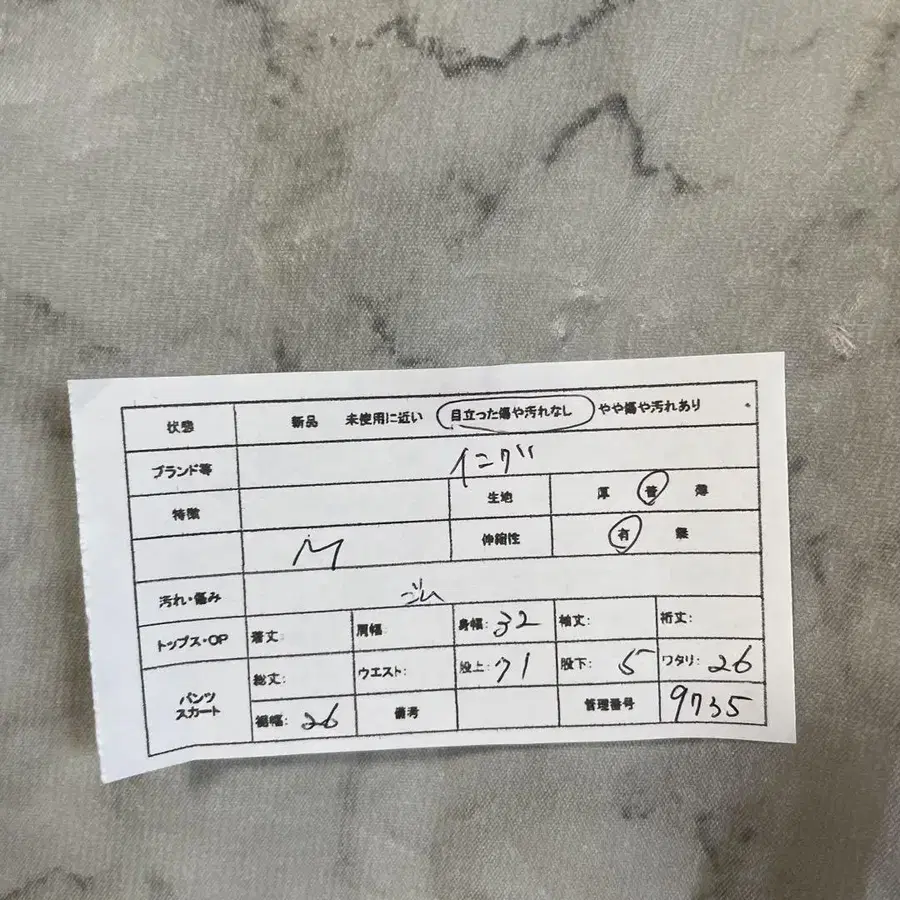 状態 新品 未使用に近い 目立った傷や汚れなし やや傷や汚れあり
ブランド等 イング
特徴 生地 厚 普 薄
M 伸縮性 有 無
汚れ・傷み
トップス・OP 着丈: 肩幅 身幅: 32 袖丈: 裄丈:
パンツ スカート 総丈: ウエスト: 股上: 71 股下: 5 ワタリ: 26
裾幅: 26 備考 管理番号 9735